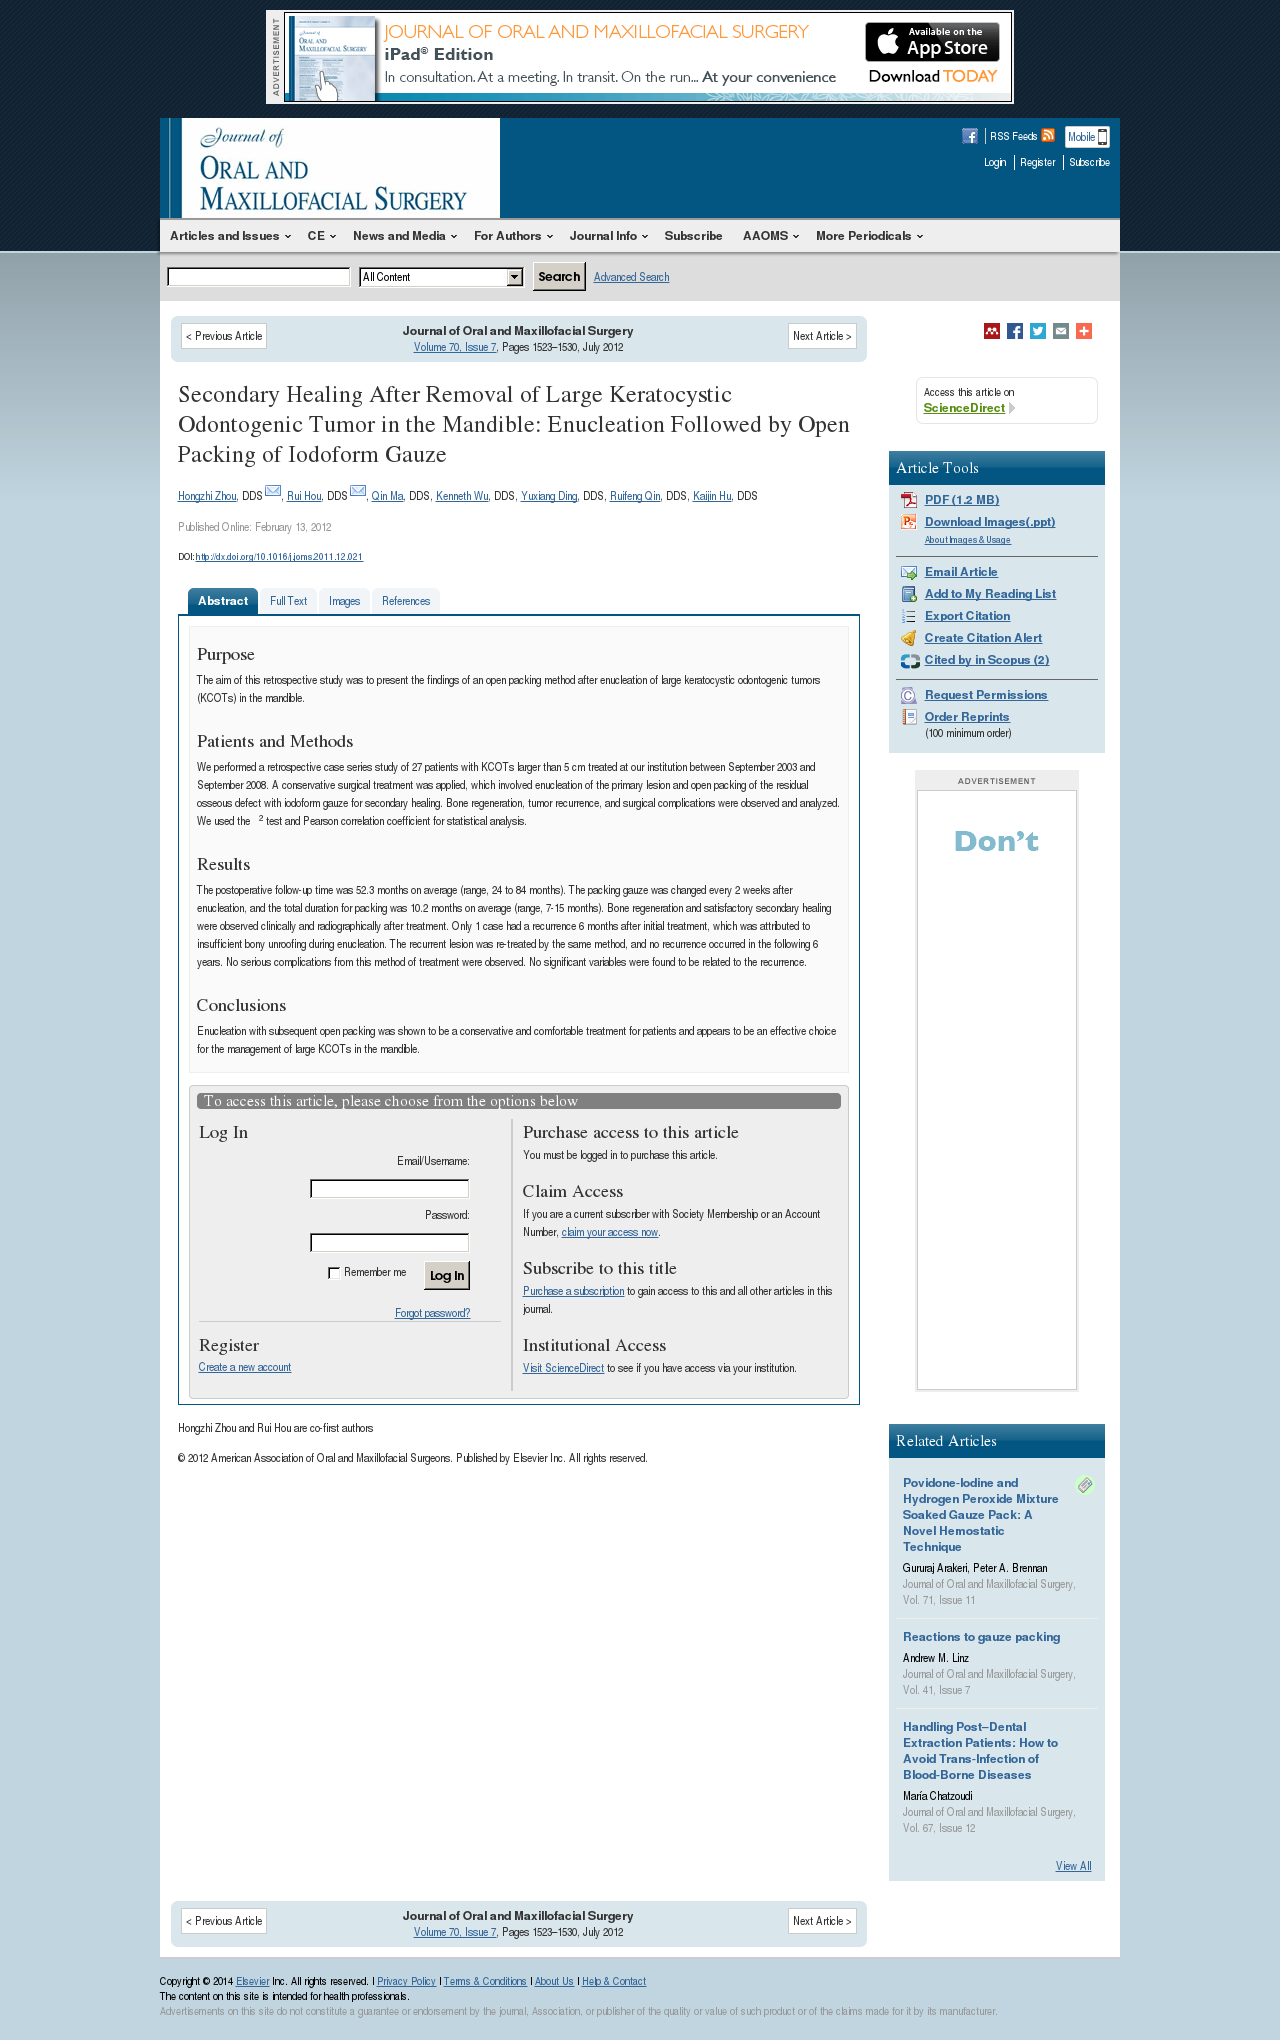 ADVERTISEMENT
Journal of
ORAL AND
MAXILLOFACIAL SURGERY
JOURNAL OF ORAL AND MAXILLOFACIAL SURGERY
iPad® Edition
In consultation. At a meeting. In transit. On the run... At your convenience
Available on the
App Store
Download TODAY
Journal of
ORAL AND
MAXILLOFACIAL SURGERY
RSS Feeds
Mobile
Login Register Subscribe
Articles and Issues CE News and Media For Authors Journal Info Subscribe AAOMS More Periodicals
All Content Search Advanced Search
< Previous Article
Journal of Oral and Maxillofacial Surgery
Volume 70, Issue 7, Pages 1523–1530, July 2012
Next Article >
Secondary Healing After Removal of Large Keratocystic
Odontogenic Tumor in the Mandible: Enucleation Followed by Open
Packing of Iodoform Gauze
Hongzhi Zhou, DDS, Rui Hou, DDS, Qin Ma, DDS, Kenneth Wu, DDS, Yuxiang Ding, DDS, Ruifeng Qin, DDS, Kaijin Hu, DDS
Published Online: February 13, 2012
DOI: http://dx.doi.org/10.1016/j.joms.2011.12.021
Abstract Full Text Images References
Purpose
The aim of this retrospective study was to present the findings of an open packing method after enucleation of large keratocystic odontogenic tumors
(KCOTs) in the mandible.
Patients and Methods
We performed a retrospective case series study of 27 patients with KCOTs larger than 5 cm treated at our institution between September 2003 and
September 2008. A conservative surgical treatment was applied, which involved enucleation of the primary lesion and open packing of the residual
osseous defect with iodoform gauze for secondary healing. Bone regeneration, tumor recurrence, and surgical complications were observed and analyzed.
We used the 2 test and Pearson correlation coefficient for statistical analysis.
Results
The postoperative follow-up time was 52.3 months on average (range, 24 to 84 months). The packing gauze was changed every 2 weeks after
enucleation, and the total duration for packing was 10.2 months on average (range, 7-15 months). Bone regeneration and satisfactory secondary healing
were observed clinically and radiographically after treatment. Only 1 case had a recurrence 6 months after initial treatment, which was attributed to
insufficient bony unroofing during enucleation. The recurrent lesion was re-treated by the same method, and no recurrence occurred in the following 6
years. No serious complications from this method of treatment were observed. No significant variables were found to be related to the recurrence.
Conclusions
Enucleation with subsequent open packing was shown to be a conservative and comfortable treatment for patients and appears to be an effective choice
for the management of large KCOTs in the mandible.
To access this article, please choose from the options below
Log In
Email/Username:
Password:
Remember me Log In
Forgot password?
Register
Create a new account
Purchase access to this article
You must be logged in to purchase this article.
Claim Access
If you are a current subscriber with Society Membership or an Account
Number, claim your access now.
Subscribe to this title
Purchase a subscription to gain access to this and all other articles in this
journal.
Institutional Access
Visit ScienceDirect to see if you have access via your institution.
Hongzhi Zhou and Rui Hou are co-first authors
© 2012 American Association of Oral and Maxillofacial Surgeons. Published by Elsevier Inc. All rights reserved.
Access this article on
ScienceDirect
Article Tools
PDF (1.2 MB)
Download Images(.ppt)
About Images & Usage
Email Article
Add to My Reading List
Export Citation
Create Citation Alert
Cited by in Scopus (2)
Request Permissions
Order Reprints
(100 minimum order)
ADVERTISEMENT
Don't
Related Articles
Povidone-Iodine and
Hydrogen Peroxide Mixture
Soaked Gauze Pack: A
Novel Hemostatic
Technique
Gururaj Arakeri, Peter A. Brennan
Journal of Oral and Maxillofacial Surgery,
Vol. 71, Issue 11
Reactions to gauze packing
Andrew M. Linz
Journal of Oral and Maxillofacial Surgery,
Vol. 41, Issue 7
Handling Post–Dental
Extraction Patients: How to
Avoid Trans-Infection of
Blood-Borne Diseases
María Chatzoudi
Journal of Oral and Maxillofacial Surgery,
Vol. 67, Issue 12
View All
< Previous Article
Journal of Oral and Maxillofacial Surgery
Volume 70, Issue 7, Pages 1523–1530, July 2012
Next Article >
Copyright © 2014 Elsevier Inc. All rights reserved. | Privacy Policy | Terms & Conditions | About Us | Help & Contact
The content on this site is intended for health professionals.
Advertisements on this site do not constitute a guarantee or endorsement by the journal, Association, or publisher of the quality or value of such product or of the claims made for it by its manufacturer.